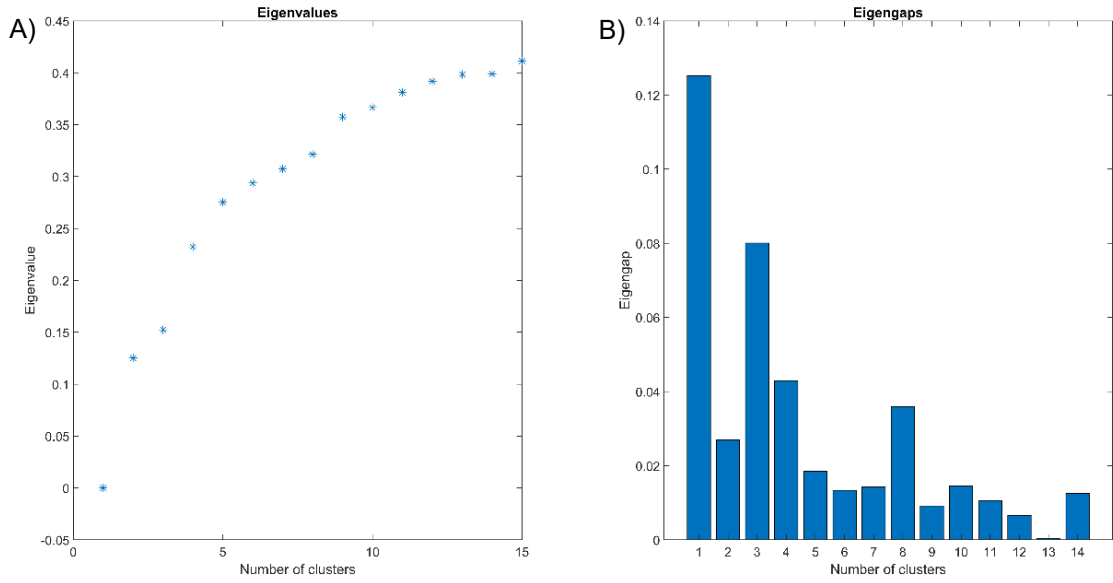 A)
Eigenvalues
0.45
0.4
0.35
0.3
0.25
0.2
0.15
0.1
0.05
0
-0.05
Eigenvalue
0 5 10 15
Number of clusters
B)
Eigengaps
0.14
0.12
0.1
0.08
0.06
0.04
0.02
0
Eigengap
1 2 3 4 5 6 7 8 9 10 11 12 13 14
Number of clusters